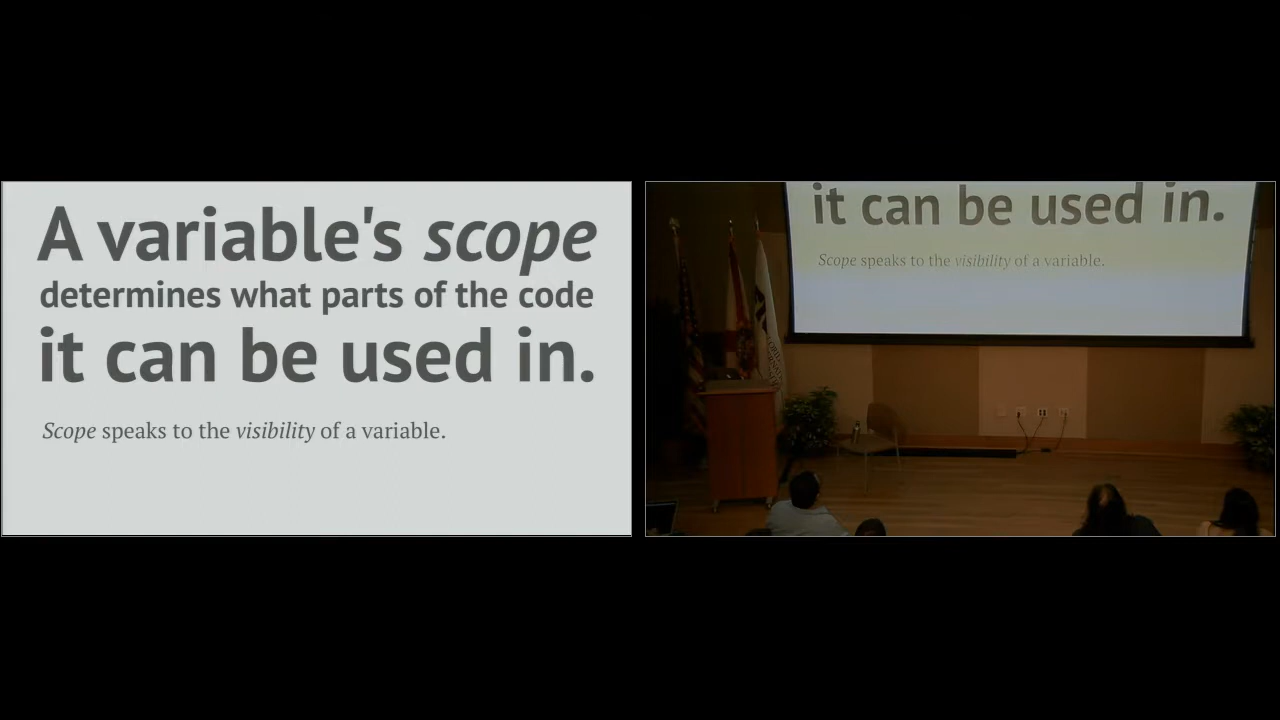 A variable's scope
determines what parts of the code
it can be used in.
Scope speaks to the visibility of a variable.
it can be used in.
Scope speaks to the visibility of a variable.